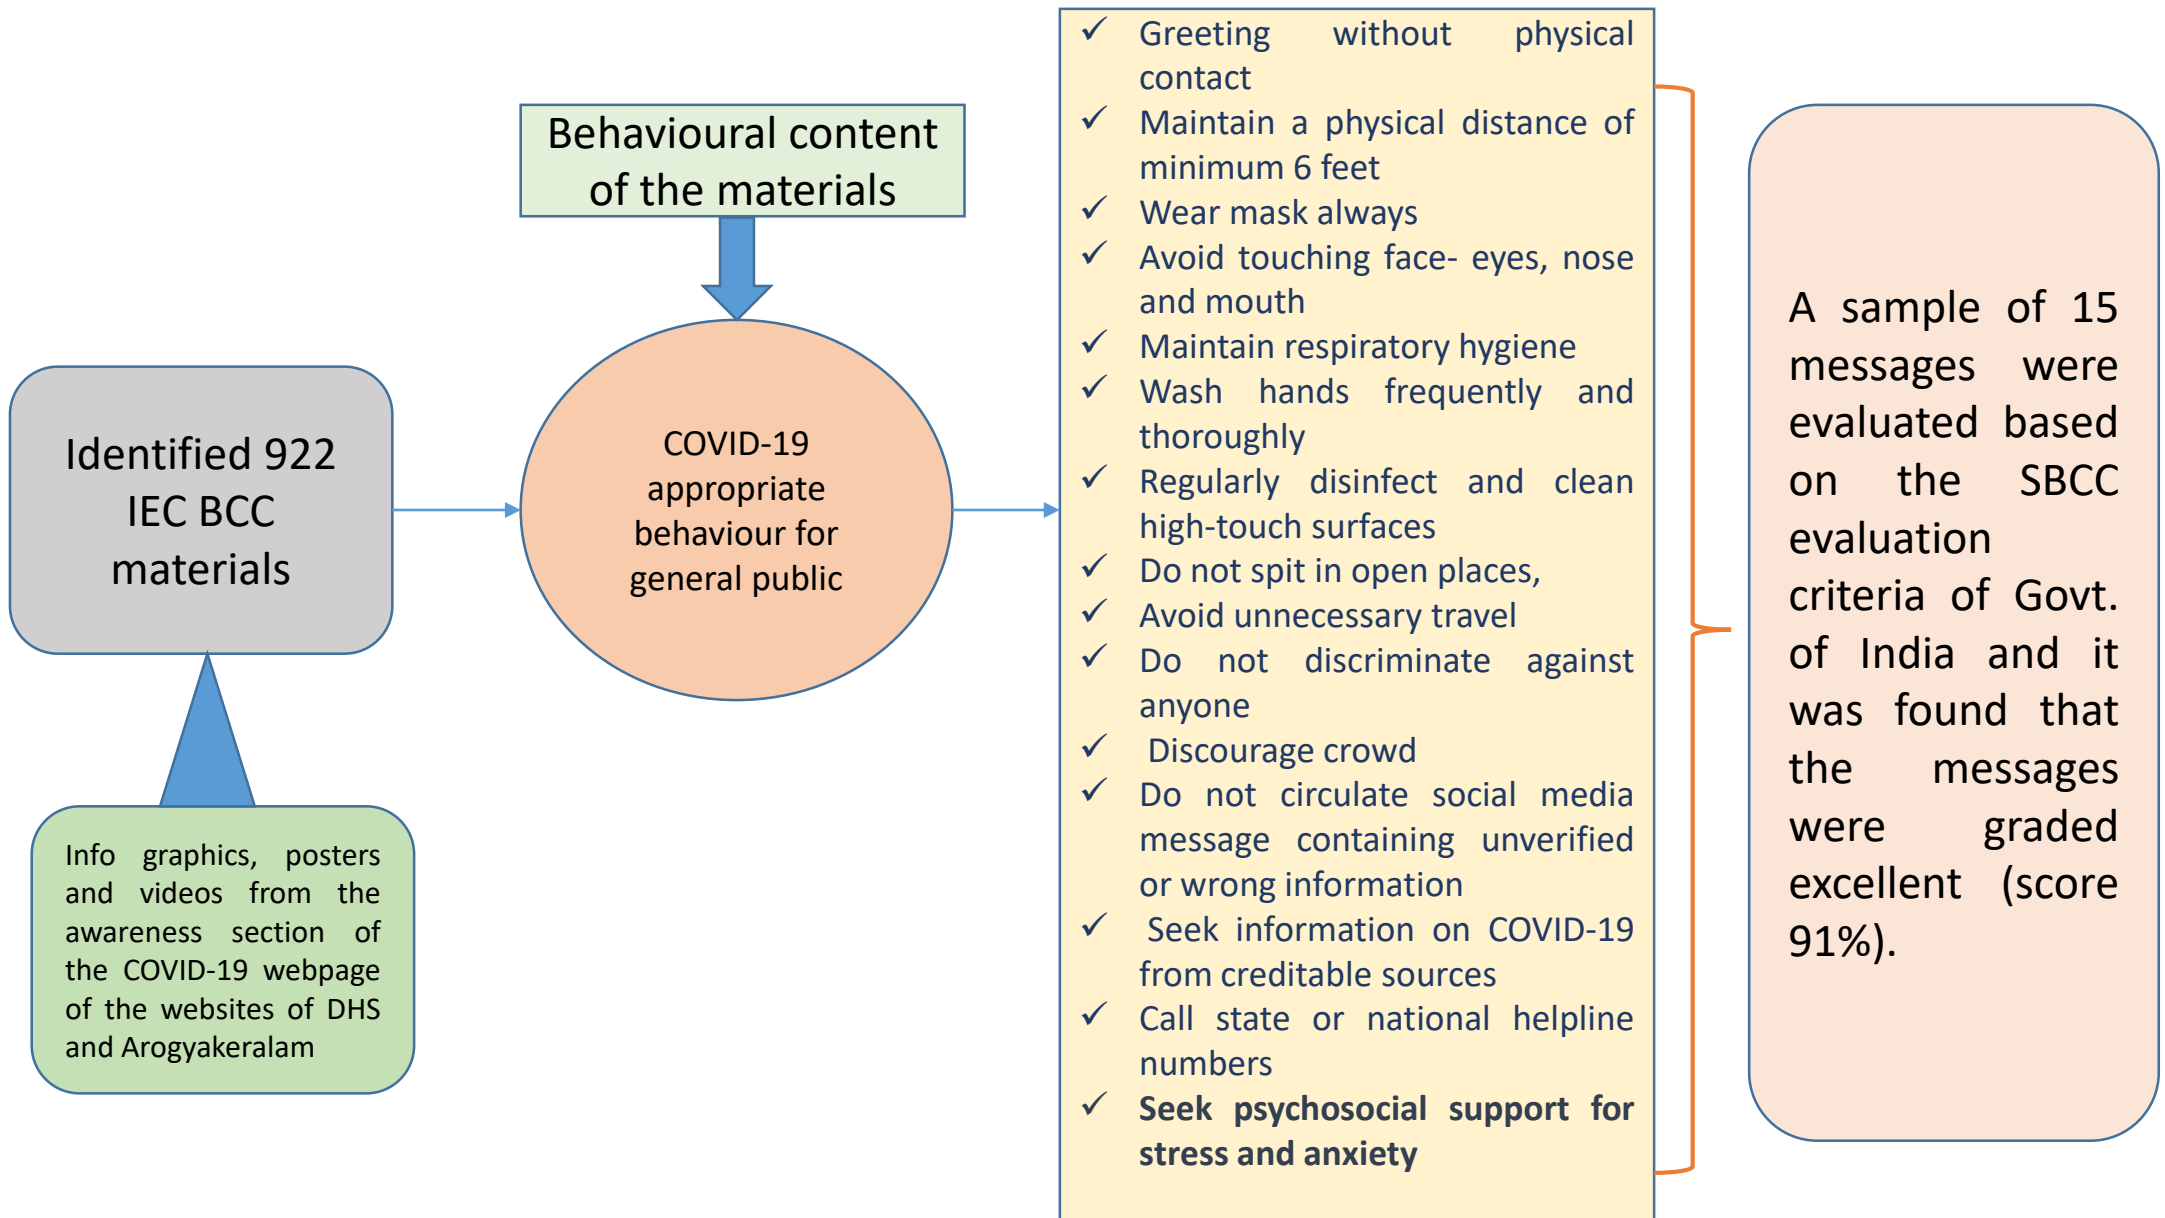 Identified 922
IEC BCC
materials
Info graphics, posters
and videos from the
awareness section of
the COVID-19 webpage
of the websites of DHS
and Arogyakeralam
Behavioural content
of the materials
COVID-19
appropriate
behaviour for
general public
✓ Greeting without physical
contact
✓ Maintain a physical distance of
minimum 6 feet
✓ Wear mask always
✓ Avoid touching face- eyes, nose
and mouth
✓ Maintain respiratory hygiene
✓ Wash hands frequently and
thoroughly
✓ Regularly disinfect and clean
high-touch surfaces
✓ Do not spit in open places,
✓ Avoid unnecessary travel
✓ Do not discriminate against
anyone
✓ Discourage crowd
✓ Do not circulate social media
message containing unverified
or wrong information
✓ Seek information on COVID-19
from creditable sources
✓ Call state or national helpline
numbers
✓ Seek psychosocial support for
stress and anxiety
A sample of 15
messages were
evaluated based
on the SBCC
evaluation
criteria of Govt.
of India and it
was found that
the messages
were graded
excellent (score
91%).